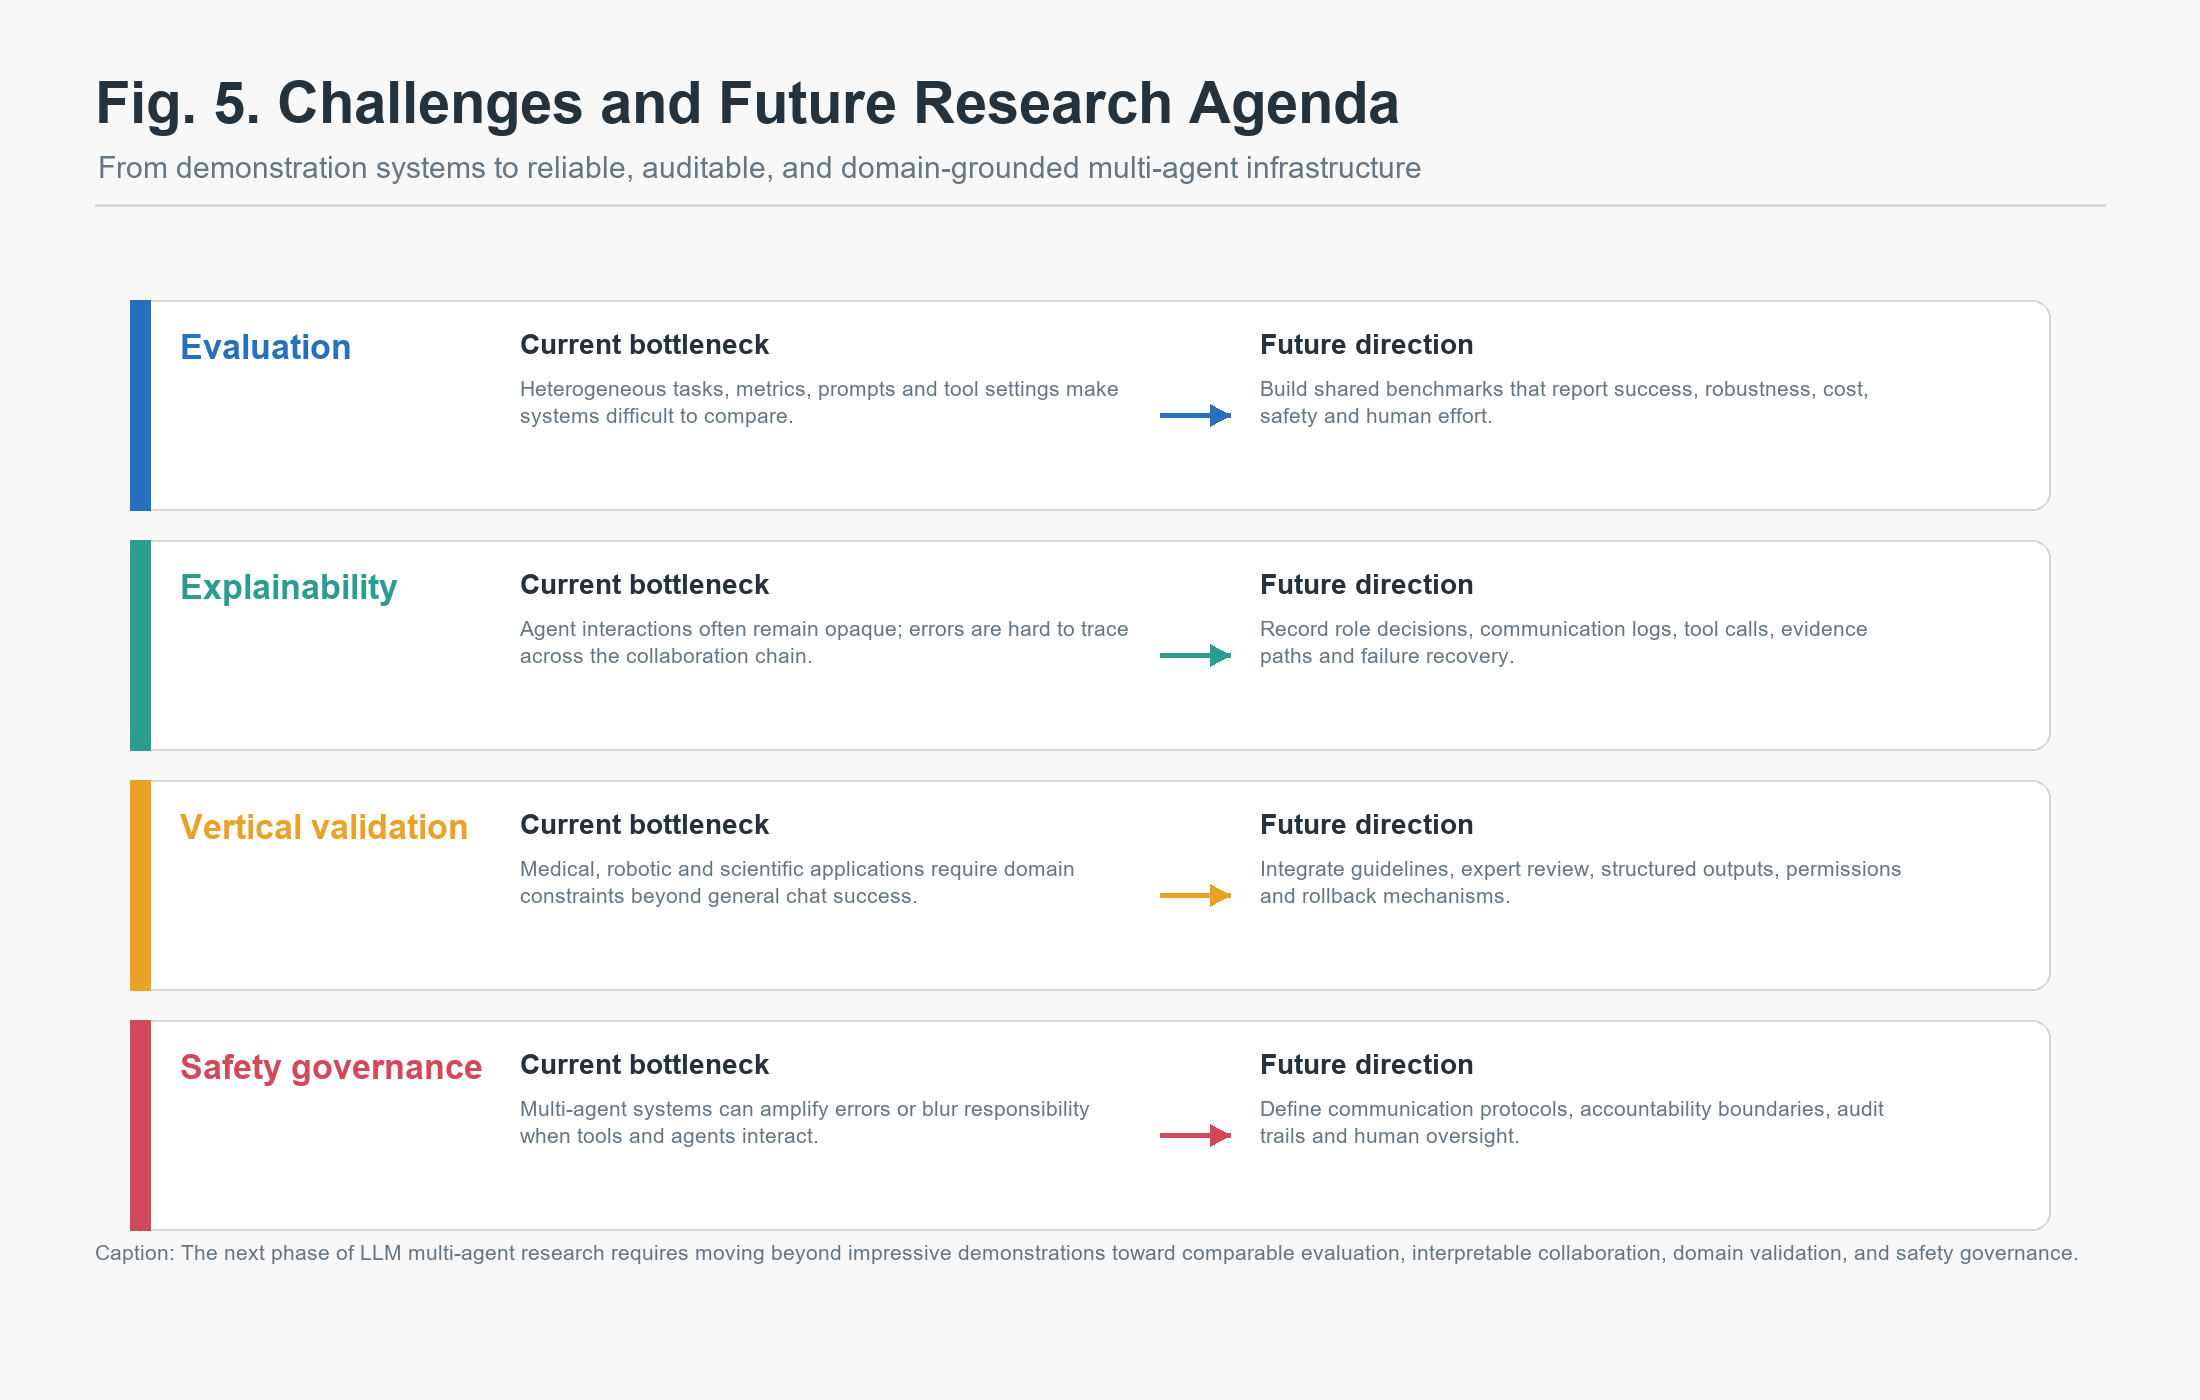 Fig. 5. Challenges and Future Research Agenda
From demonstration systems to reliable, auditable, and domain-grounded multi-agent infrastructure
Evaluation
Current bottleneck
Heterogeneous tasks, metrics, prompts and tool settings make
systems difficult to compare.
Future direction
Build shared benchmarks that report success, robustness, cost,
safety and human effort.
Explainability
Current bottleneck
Agent interactions often remain opaque; errors are hard to trace
across the collaboration chain.
Future direction
Record role decisions, communication logs, tool calls, evidence
paths and failure recovery.
Vertical validation
Current bottleneck
Medical, robotic and scientific applications require domain
constraints beyond general chat success.
Future direction
Integrate guidelines, expert review, structured outputs, permissions
and rollback mechanisms.
Safety governance
Current bottleneck
Multi-agent systems can amplify errors or blur responsibility
when tools and agents interact.
Future direction
Define communication protocols, accountability boundaries, audit
trails and human oversight.
Caption: The next phase of LLM multi-agent research requires moving beyond impressive demonstrations toward comparable evaluation, interpretable collaboration, domain validation, and safety governance.